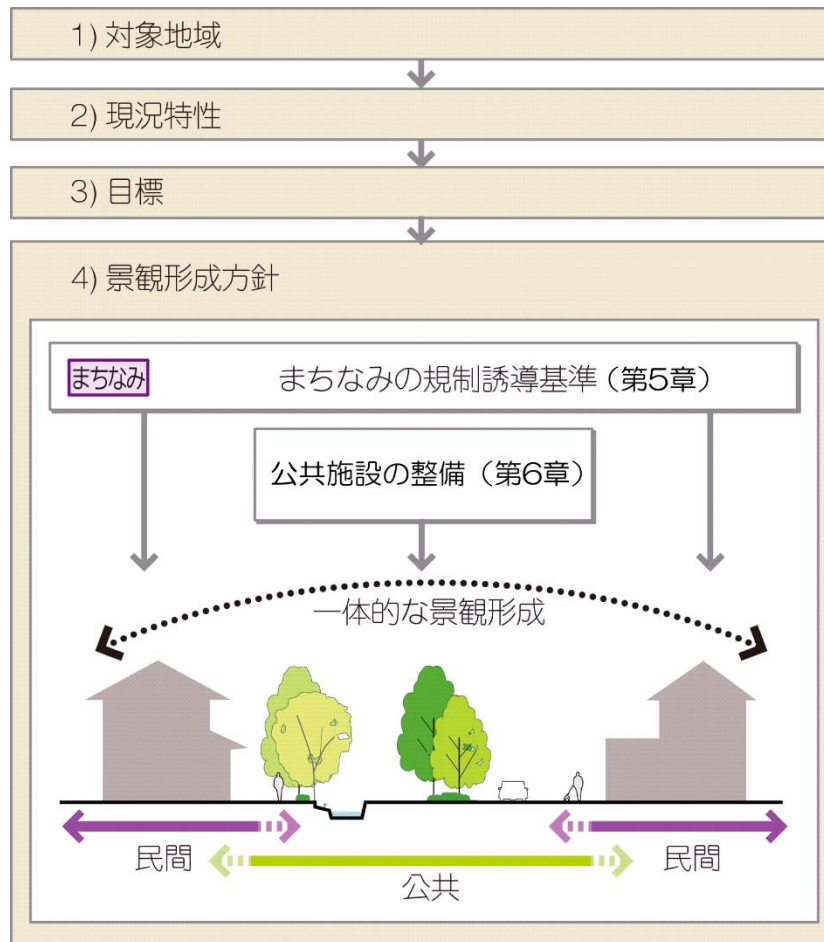 1) 対象地域
2) 現況特性
3) 目標
4) 景観形成方針
まちなみ まちなみの規制誘導基準（第5章）
公共施設の整備（第6章）
一体的な景観形成
民間 民間
公共